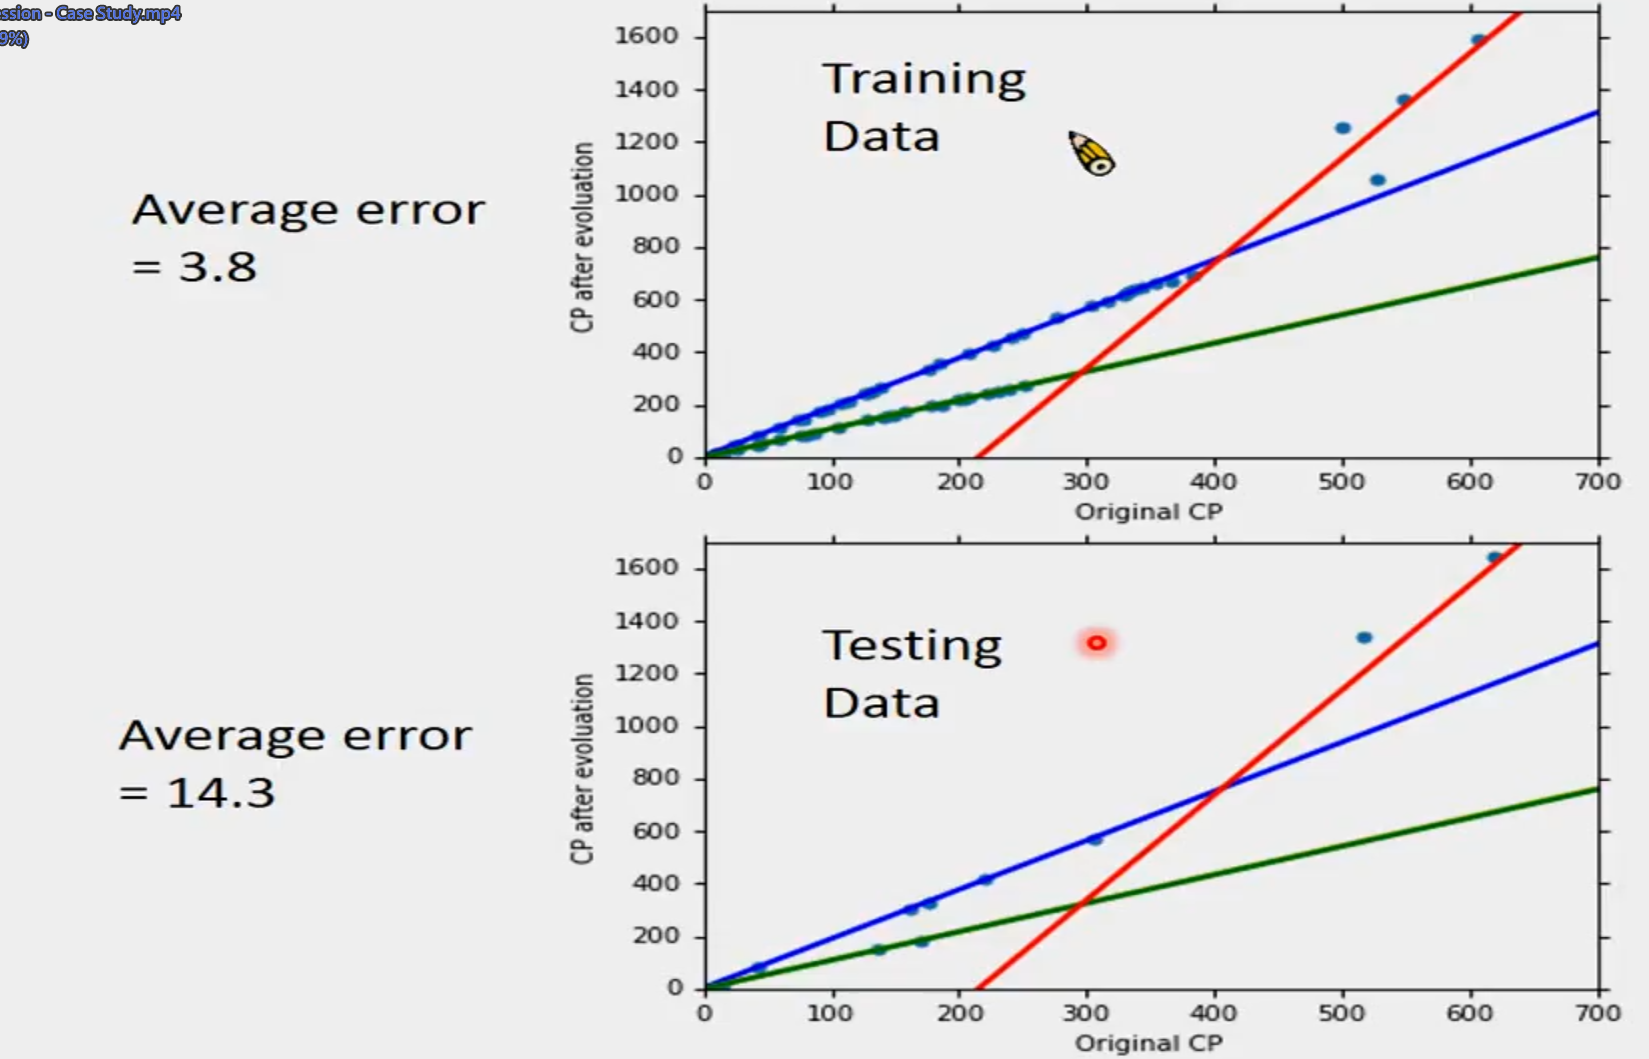 ssion - Case Study.mp4
9%)
Average error
= 3.8
Training
Data
CP after evoluation
1600
1400
1200
1000
800
600
400
200
0
0 100 200 300 400 500 600 700
Original CP
Average error
= 14.3
Testing
Data
CP after evoluation
1600
1400
1200
1000
800
600
400
200
0
0 100 200 300 400 500 600 700
Original CP